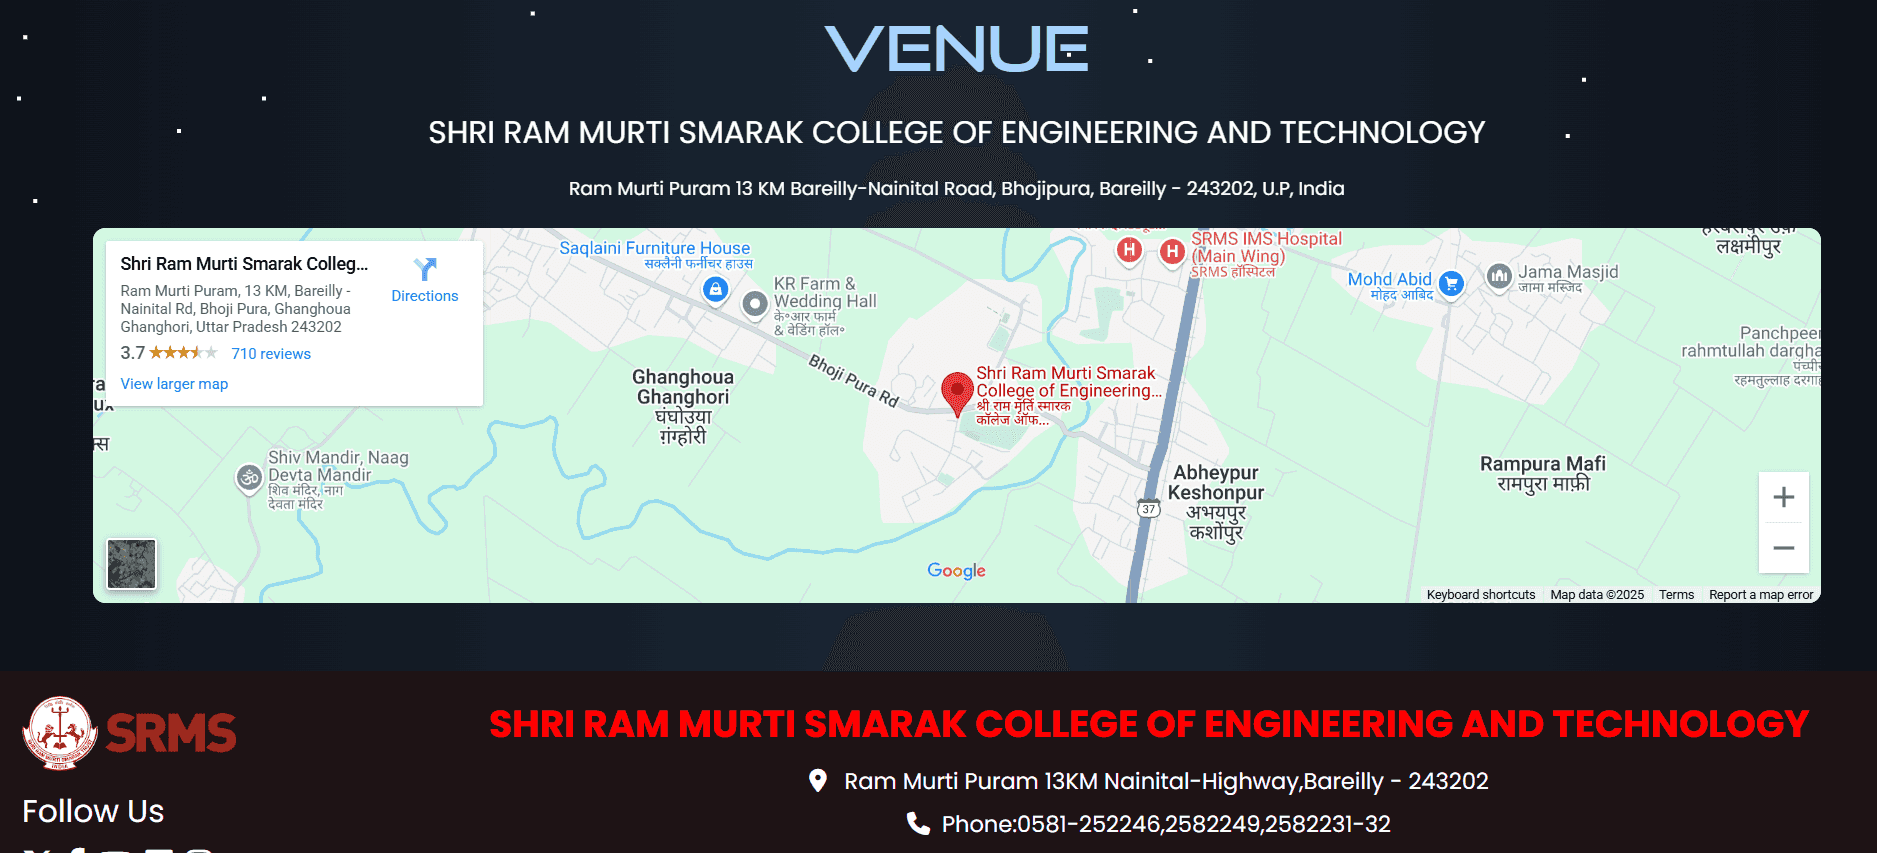 VENUE
SHRI RAM MURTI SMARAK COLLEGE OF ENGINEERING AND TECHNOLOGY
Ram Murti Puram 13 KM Bareilly-Nainital Road, Bhojipura, Bareilly - 243202, U.P, India
Shri Ram Murti Smarak Colleg...
Ram Murti Puram, 13 KM, Bareilly -
Nainital Rd, Bhoji Pura, Ghanghoua
Ghanghori, Uttar Pradesh 243202
3.7
710 reviews
View larger map
Directions
Saqlaini Furniture House
सक्लैनी फर्नीचर हाउस
KR Farm &
Wedding Hall
के॰आर फार्म
& वेडिंग हॉल॰
H
H
SRMS IMS Hospital
(Main Wing)
SRMS हॉस्पिटल
Mohd Abid
मोहद आबिद
Jama Masjid
जामा मस्जिद
लक्षमीपुर
Panchpeer
rahmtullah dargha
रहमतुल्लाह दरगाह
Bhoji Pura Rd
Ghanghoua
Ghanghori
घंघोउया
ग़ंग्होरी
Shri Ram Murti Smarak
College of Engineering...
श्री राम मूर्ति स्मारक
कॉलेज ऑफ...
Shiv Mandir, Naag
Devta Mandir
शिव मंदिर, नाग
देवता मंदिर
Abheypur
Keshonpur
अभयपुर
कशोंपुर
37
Rampura Mafi
रामपुरा माफ़ी
Google
Keyboard shortcuts
Map data ©2025
Terms
Report a map error
SRMS
INDIA
SHRI RAM MURTI SMARAK COLLEGE OF ENGINEERING AND TECHNOLOGY
Ram Murti Puram 13KM Nainital-Highway,Bareilly - 243202
Phone:0581-252246,2582249,2582231-32
Follow Us